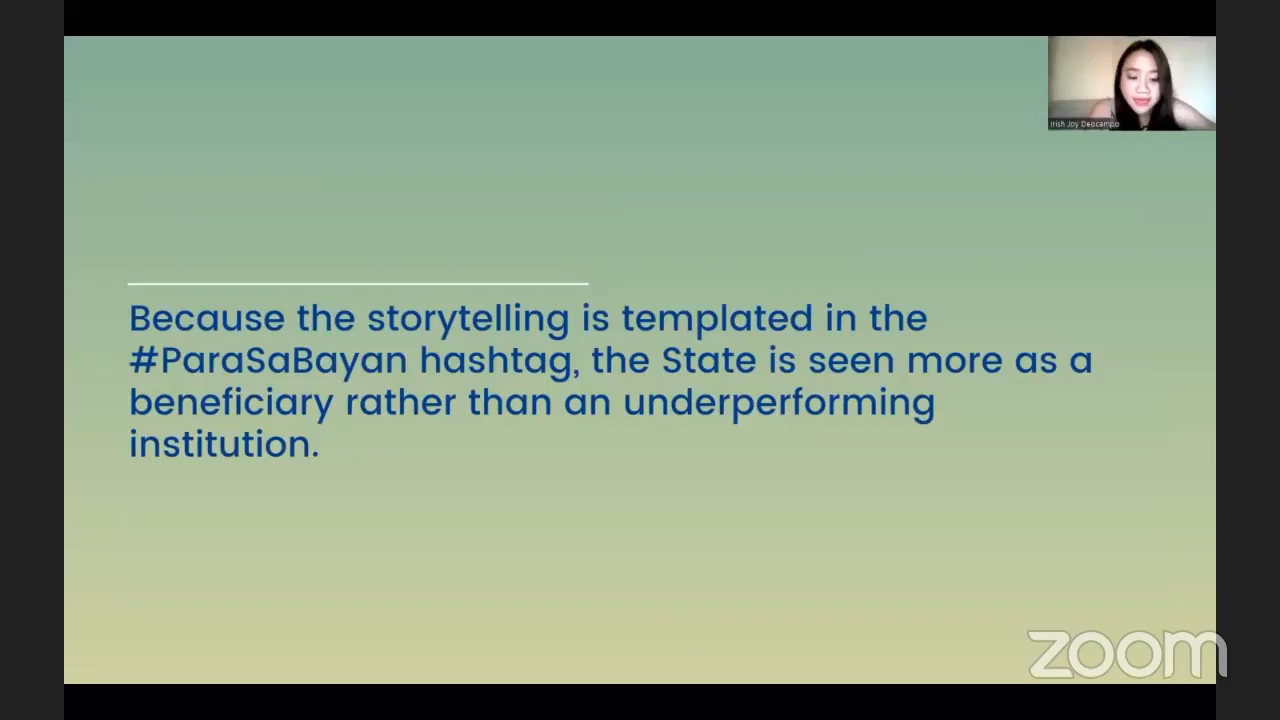 Irish Joy Deocampo
Because the storytelling is templated in the
#ParaSaBayan hashtag, the State is seen more as a
beneficiary rather than an underperforming
institution.
zoom